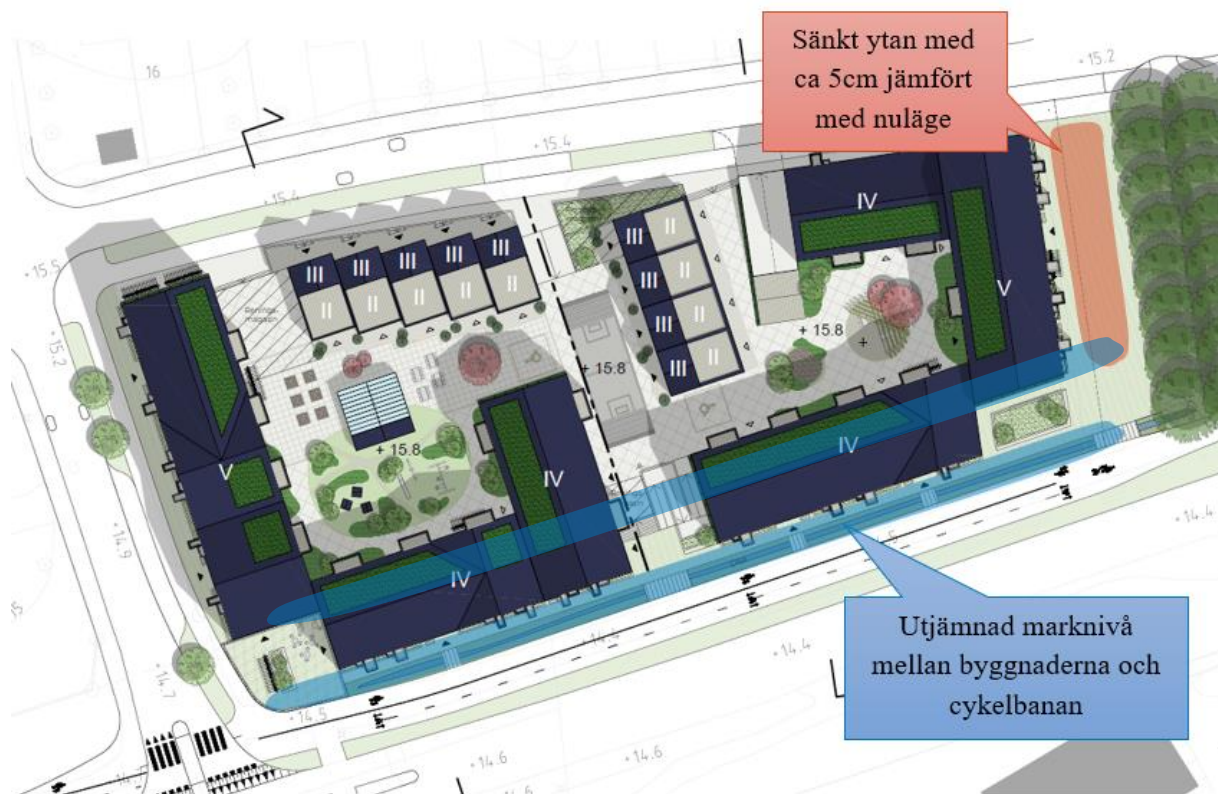 Sänkt ytan med
ca 5cm jämfört
med nuläge
16
+15.2
+15.4
+15.4
+15.5
+15.2
IV
III
II
III
II
III
II
III
II
III
III
III
III
III
II
II
II
II
II
V
+ 15.8
+ 15.8
+ 15.8
V
IV
IV
IV
+14.9
+14.7
+14.5
+14.4
+14.4
+14.4
+14.6
+14.6
Utjämnad marknivå
mellan byggnaderna och
cykelbanan